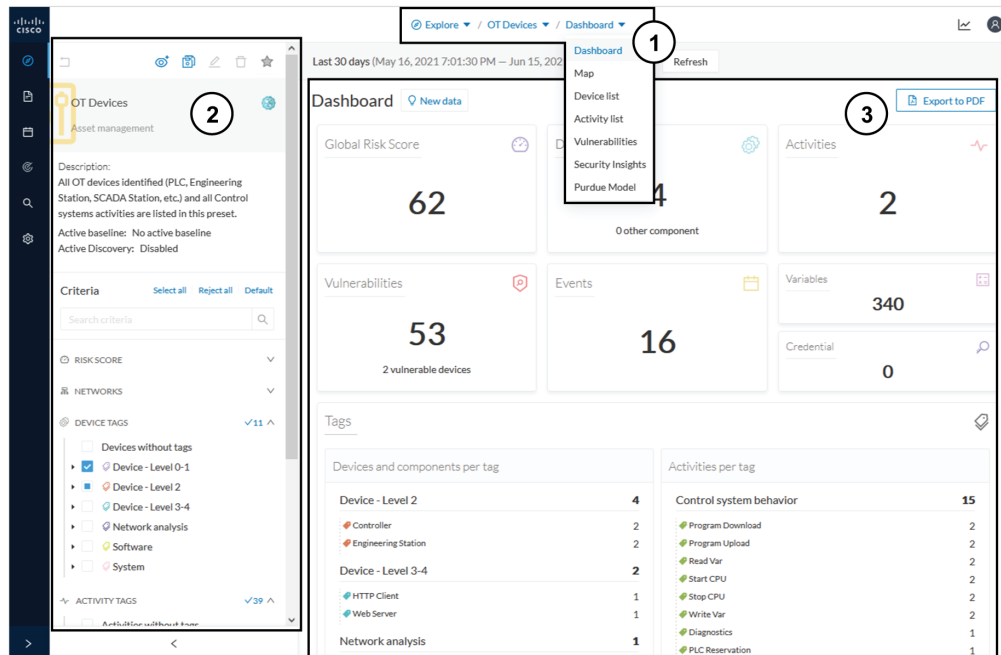 cisco
Explore / OT Devices / Dashboard
1
Dashboard
Map
Device list
Activity list
Vulnerabilities
Security Insights
Purdue Model
Last 30 days (May 16, 2021 7:01:30 PM — Jun 15, 202
Refresh
OT Devices
Asset management
2
Description:
All OT devices identified (PLC, Engineering
Station, SCADA Station, etc.) and all Control
systems activities are listed in this preset.
Active baseline: No active baseline
Active Discovery: Disabled
Criteria Select all Reject all Default
Search criteria
RISK SCORE
NETWORKS
DEVICE TAGS 11
Devices without tags
Device - Level 0-1
Device - Level 2
Device - Level 3-4
Network analysis
Software
System
ACTIVITY TAGS 39
Activities without tags
Dashboard New data
3
Export to PDF
Global Risk Score
62
D
4
0 other component
Activities
2
Vulnerabilities
53
2 vulnerable devices
Events
16
Variables
340
Credential
0
Tags
Devices and components per tag
Device - Level 2 4
Controller 2
Engineering Station 2
Device - Level 3-4 2
HTTP Client 1
Web Server 1
Network analysis 1
Activities per tag
Control system behavior 15
Program Download 2
Program Upload 2
Read Var 2
Start CPU 2
Stop CPU 2
Write Var 2
Diagnostics 1
PLC Reservation 1